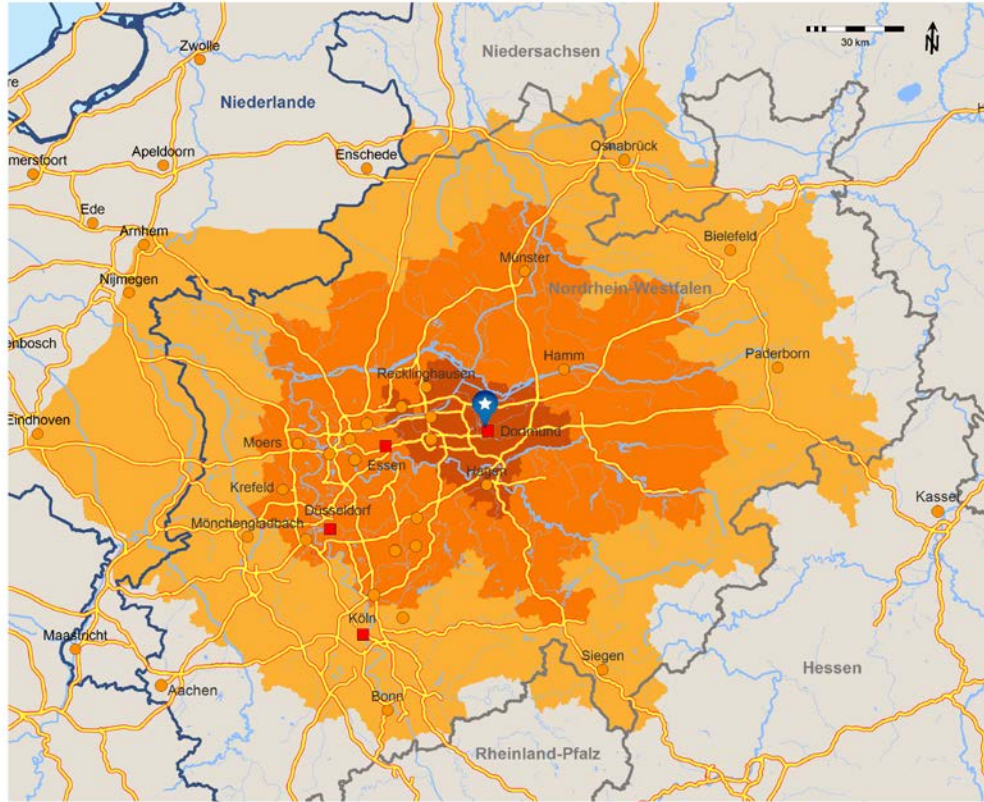 Zwolle
Niedersachsen
30 km
N
Niederlande
Apeldoorn
Enschede
Osnabrück
mersfoort
Ede
Arnhem
Bielefeld
Münster
Nijmegen
Nordrhein-Westfalen
enbosch
Hamm
Paderborn
Recklinghausen
Eindhoven
Dortmund
Moers
Essen
Hagen
Krefeld
Kassel
Düsseldorf
Mönchengladbach
Köln
Maastricht
Siegen
Hessen
Aachen
Bonn
Rheinland-Pfalz